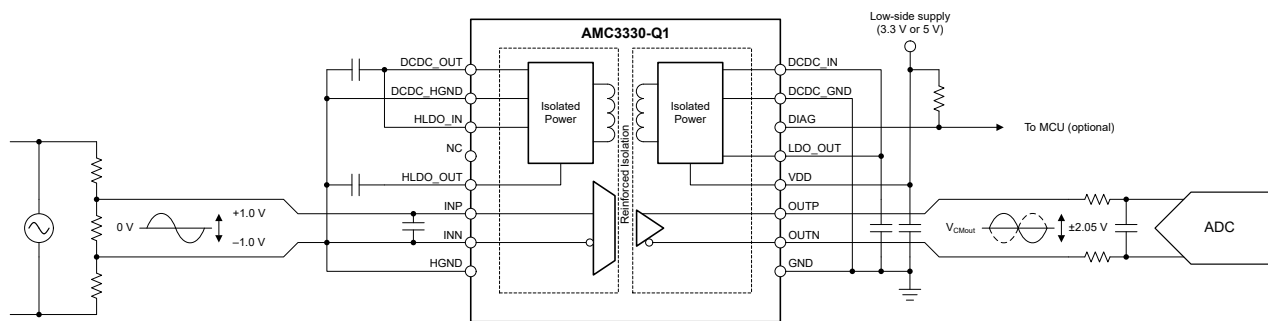 AMC3330-Q1
Low-side supply
(3.3 V or 5 V)
DCDC_OUT
DCDC_HGND
HLDO_IN
NC
HLDO_OUT
INP
INN
HGND
Isolated
Power
Reinforced Isolation
Isolated
Power
DCDC_IN
DCDC_GND
DIAG
LDO_OUT
VDD
OUTP
OUTN
GND
To MCU (optional)
0 V
+1.0 V
–1.0 V
VCMout
±2.05 V
ADC